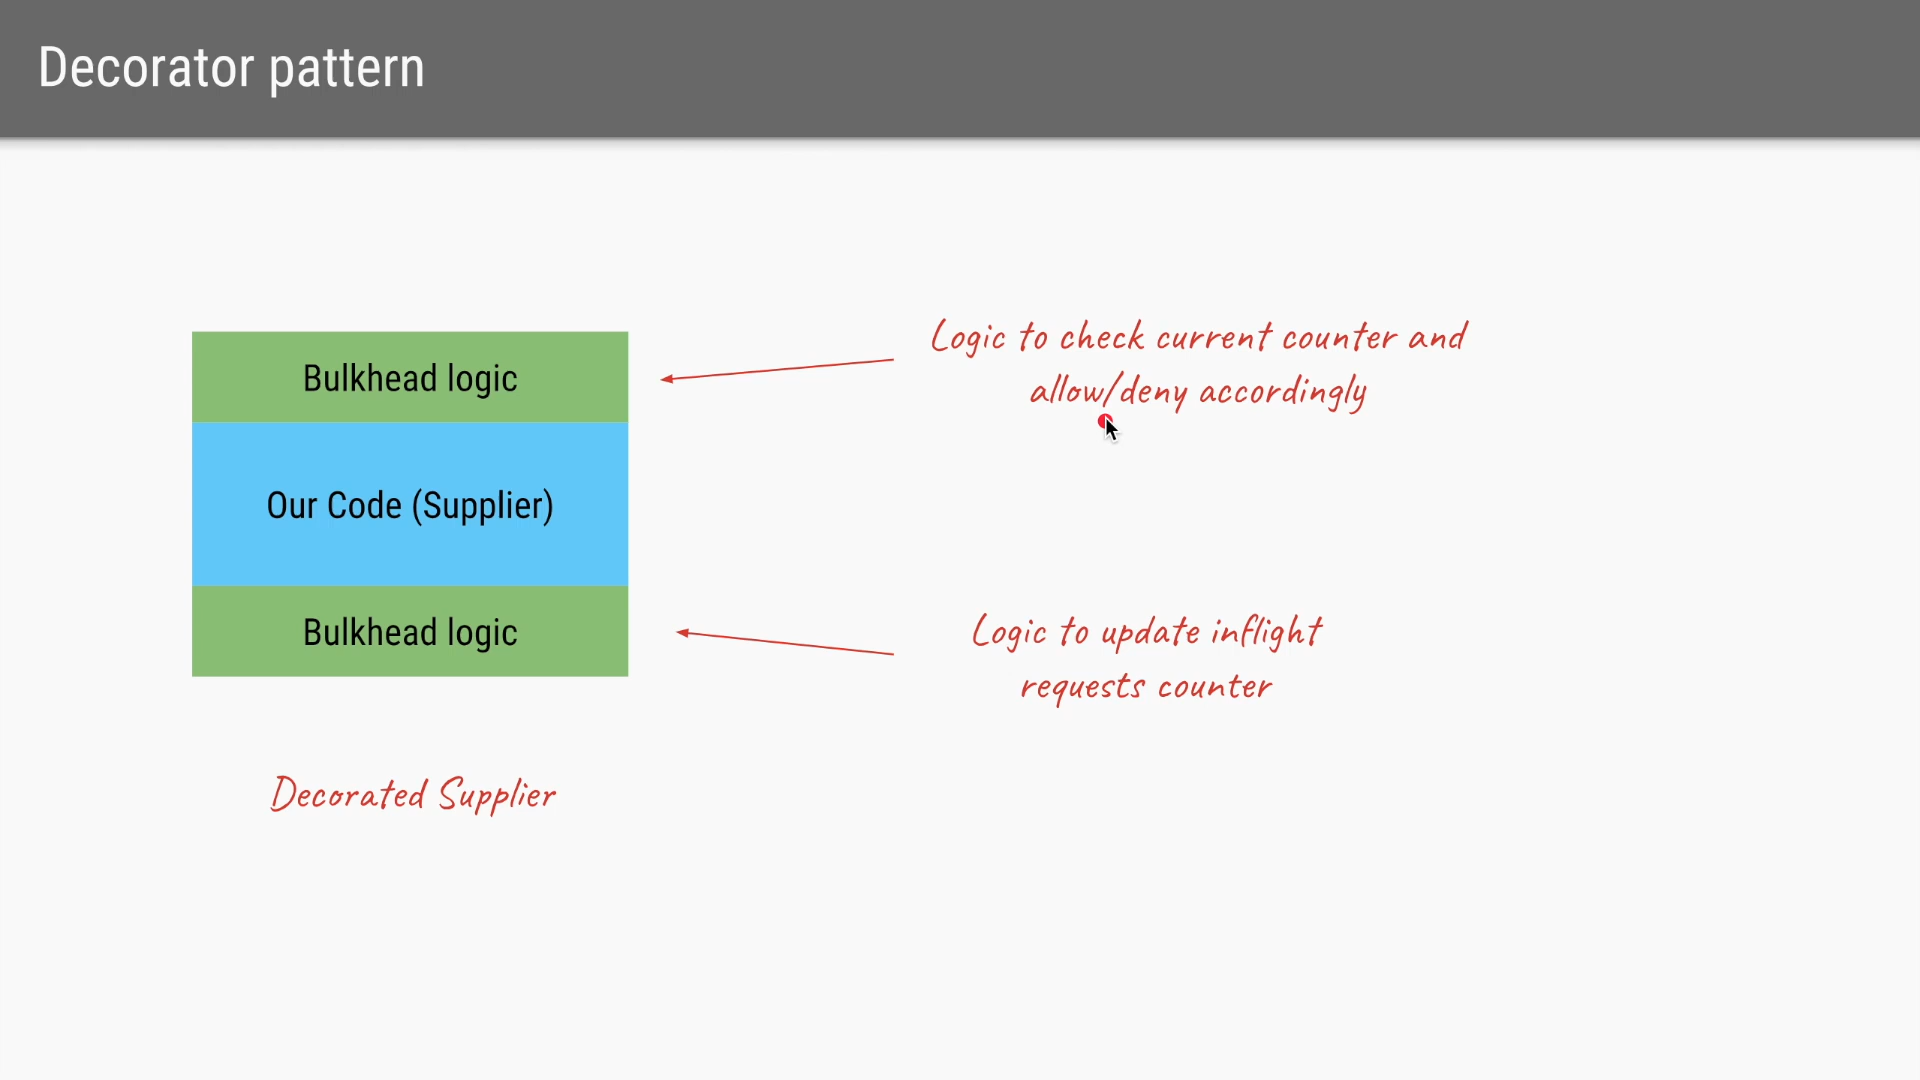 Decorator pattern
Bulkhead logic
Logic to check current counter and
allow/deny accordingly
Our Code (Supplier)
Bulkhead logic
Logic to update inflight
requests counter
Decorated Supplier